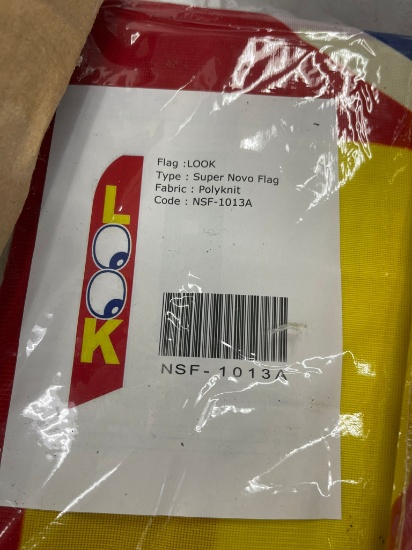 Flag :LOOK
Type : Super Novo Flag
Fabric : Polyknit
Code : NSF-1013A
LOOK
NSF- 1013A